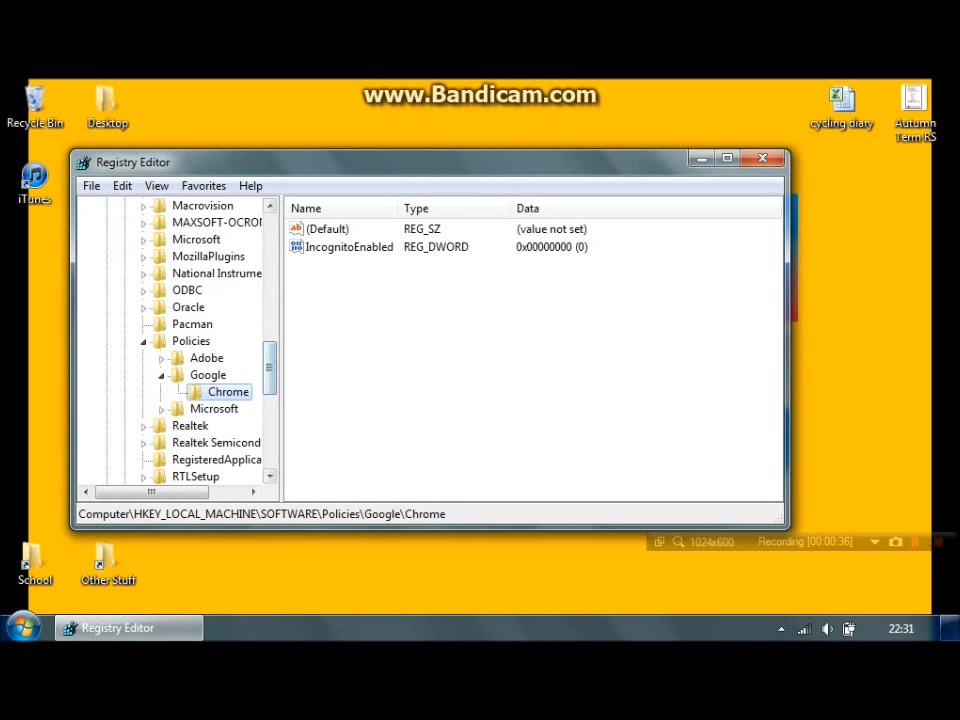 www.Bandicam.com
Recycle Bin
Desktop
cycling diary
Autumn
Term RS
iTunes
Registry Editor
File Edit View Favorites Help
Macrovision
MAXSOFT-OCRON
Microsoft
MozillaPlugins
National Instrume
ODBC
Oracle
Pacman
Policies
Adobe
Google
Chrome
Microsoft
Realtek
Realtek Semicond
RegisteredApplica
RTLSetup
Name Type Data
(Default) REG_SZ (value not set)
IncognitoEnabled REG_DWORD 0x00000000 (0)
Computer\HKEY_LOCAL_MACHINE\SOFTWARE\Policies\Google\Chrome
1024x600 Recording [00:00:36]
School
Other Stuff
Registry Editor
22:31